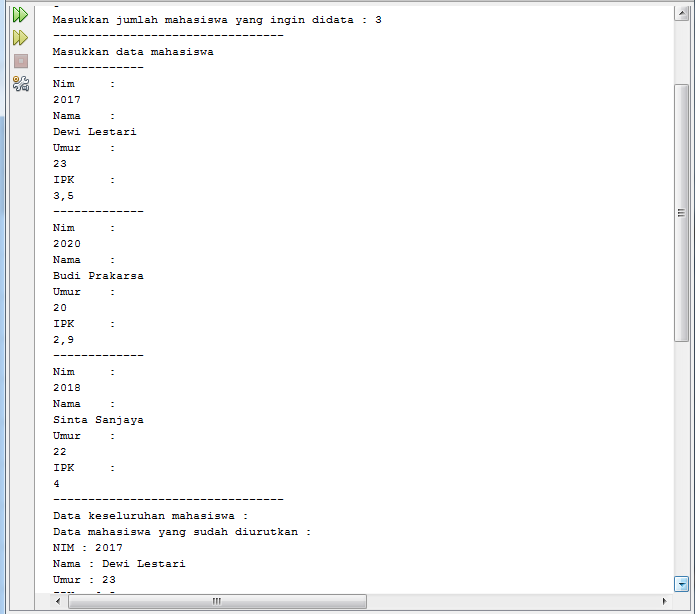 Masukkan jumlah mahasiswa yang ingin didata : 3
---------------------------------
Masukkan data mahasiswa
-------------
Nim     :
2017
Nama    :
Dewi Lestari
Umur    :
23
IPK     :
3,5
-------------
Nim     :
2020
Nama    :
Budi Prakarsa
Umur    :
20
IPK     :
2,9
-------------
Nim     :
2018
Nama    :
Sinta Sanjaya
Umur    :
22
IPK     :
4
---------------------------------
Data keseluruhan mahasiswa :
Data mahasiswa yang sudah diurutkan :
NIM : 2017
Nama : Dewi Lestari
Umur : 23